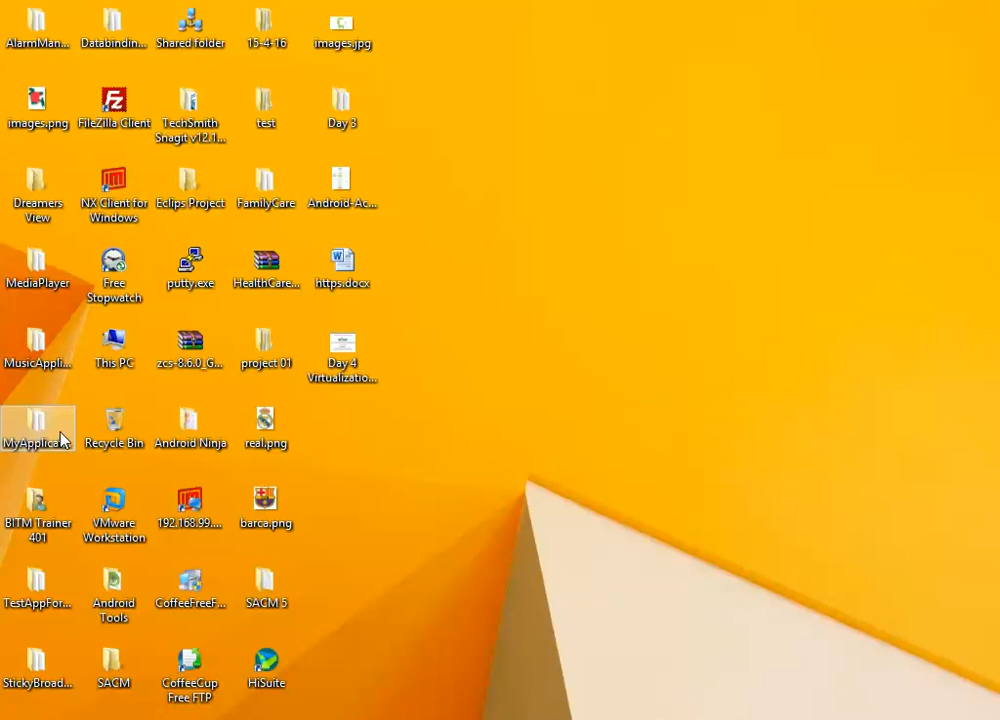 AlarmMan...
Databindin...
Shared folder
15-4-16
images.jpg
images.png
FileZilla Client
TechSmith
Snagit v12.1...
test
Day 3
Dreamers
View
NX Client for
Windows
Eclips Project
FamilyCare
Android-Ac...
MediaPlayer
Free
Stopwatch
putty.exe
HealthCare...
https.docx
MusicAppli...
This PC
zcs-8.6.0_G...
project 01
Day 4
Virtualizatio...
MyApplicat...
Recycle Bin
Android Ninja
real.png
BITM Trainer
401
VMware
Workstation
192.168.99....
barca.png
TestAppFor...
Android
Tools
CoffeeFreeF...
SACM 5
StickyBroad...
SACM
CoffeeCup
Free FTP
HiSuite